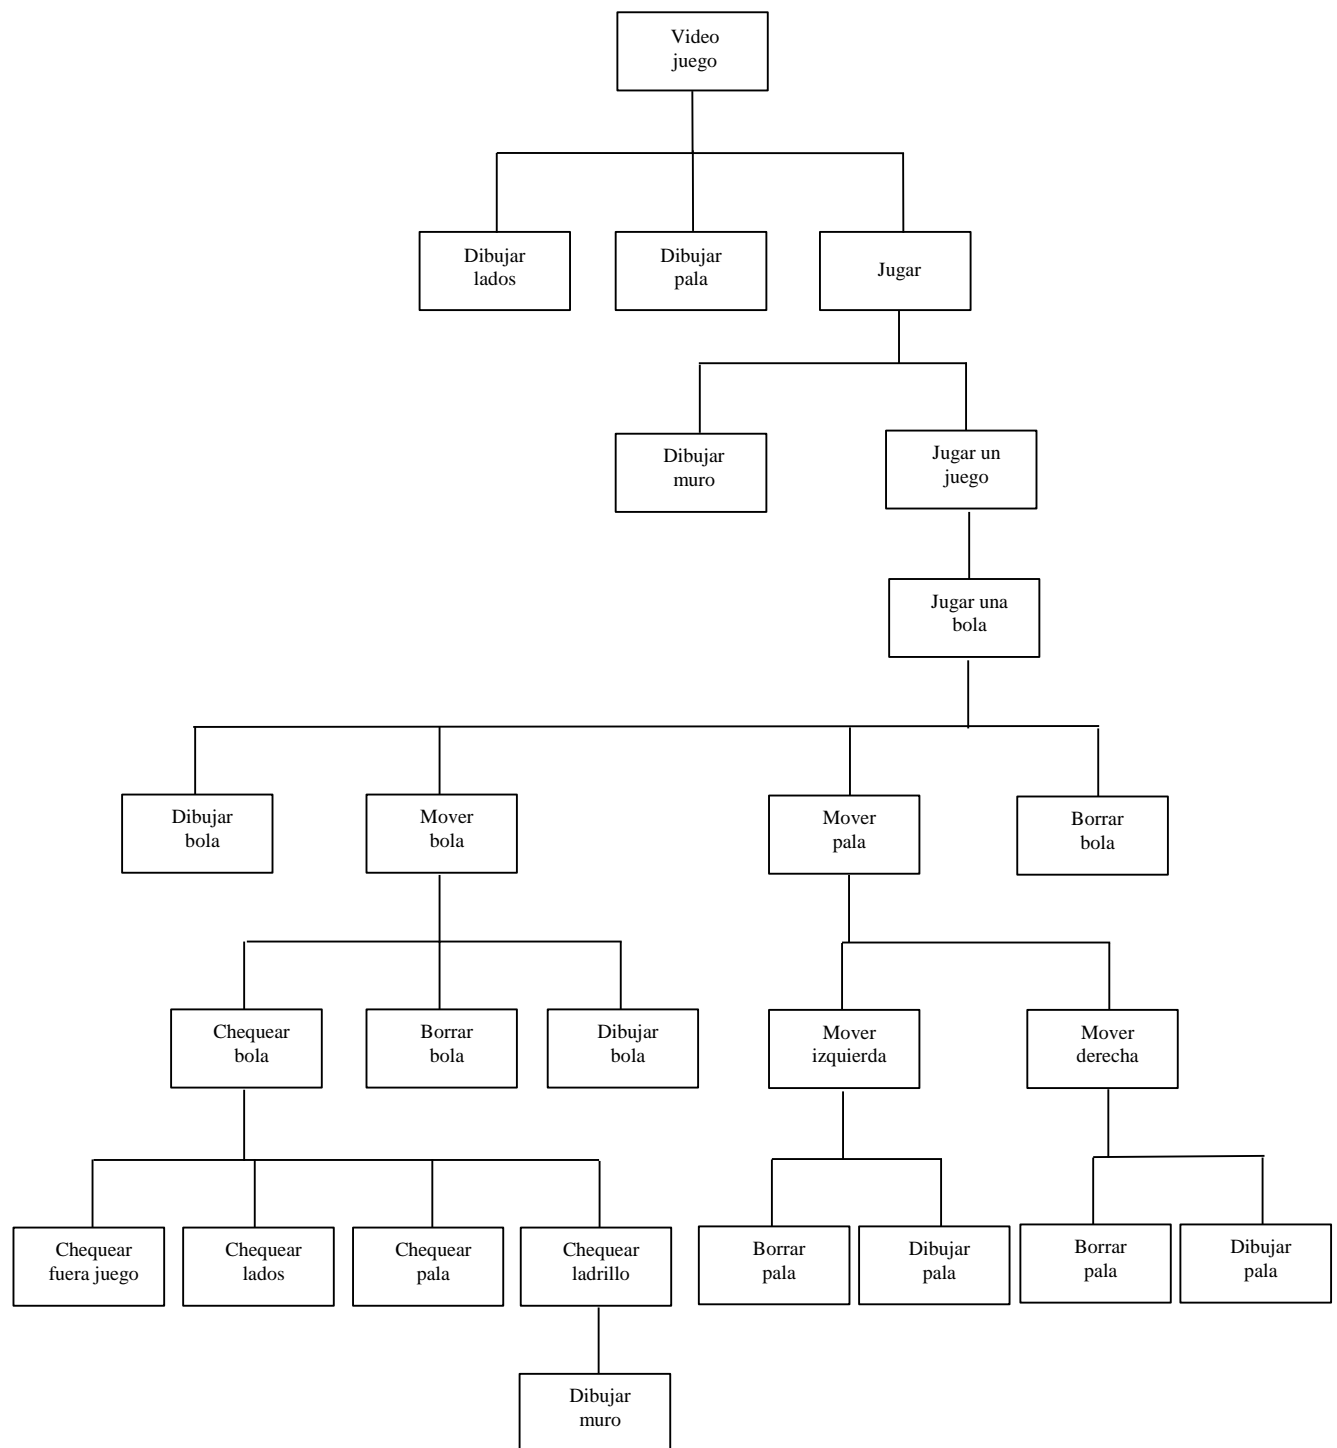 Video
juego
Dibujar
lados
Dibujar
pala
Jugar
Dibujar
muro
Jugar un
juego
Jugar una
bola
Dibujar
bola
Mover
bola
Mover
pala
Borrar
bola
Chequear
bola
Borrar
bola
Dibujar
bola
Mover
izquierda
Mover
derecha
Chequear
fuera juego
Chequear
lados
Chequear
pala
Chequear
ladrillo
Borrar
pala
Dibujar
pala
Borrar
pala
Dibujar
pala
Dibujar
muro